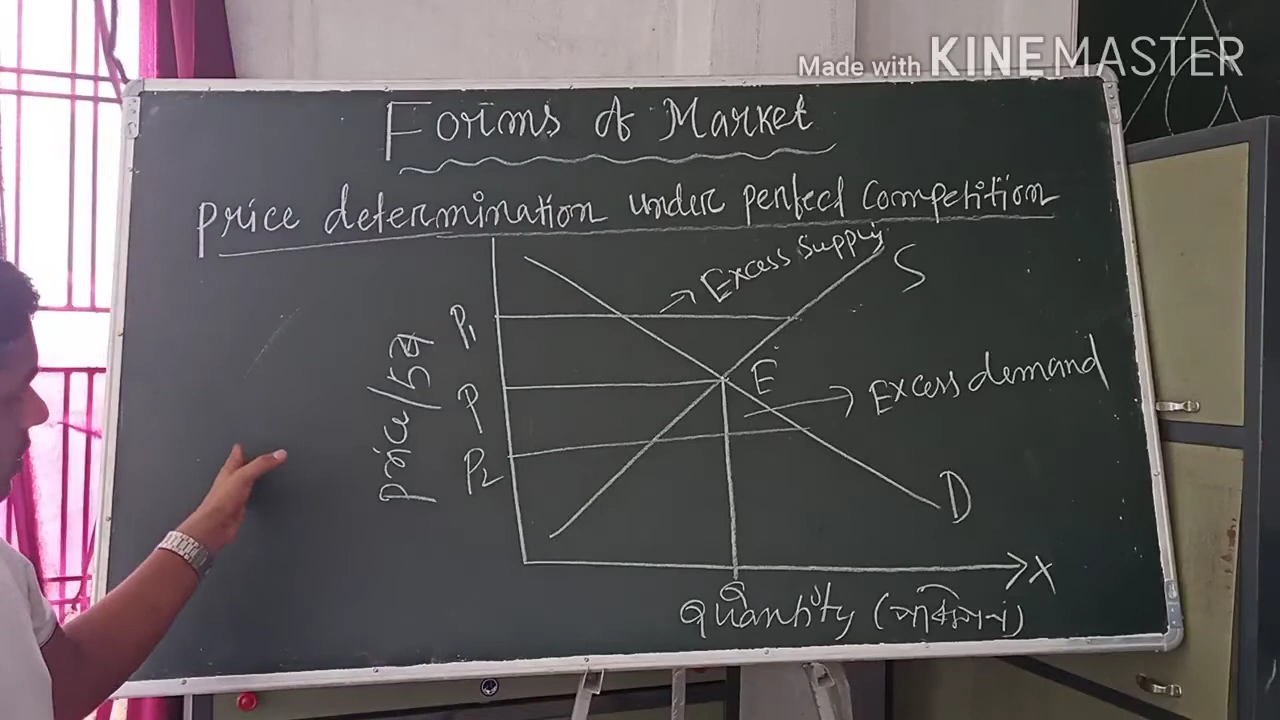 Made with KINEMASTER
Forms of Market
Price determination under perfect Competition
Excess Supply
S
P₁
Price/
P
E
Excess demand
P₂
D
X
Quantity